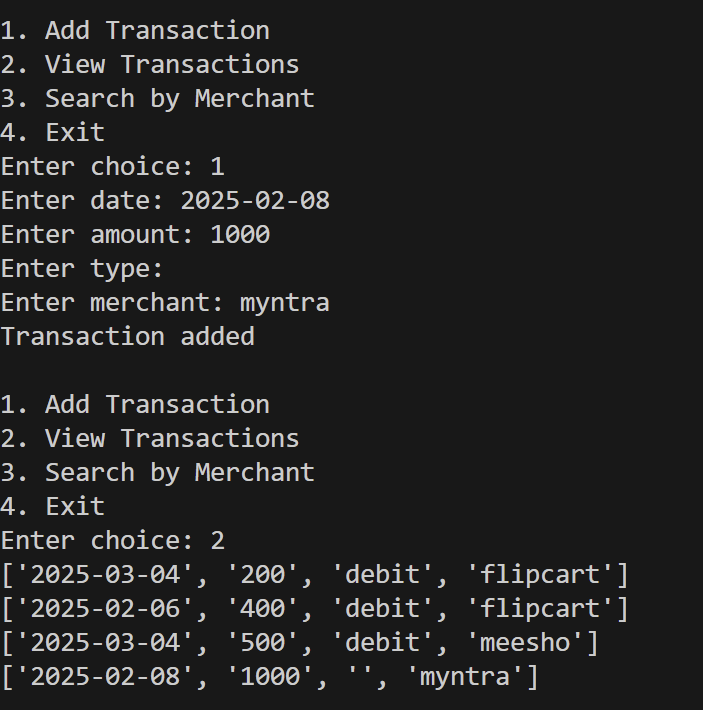 1. Add Transaction
2. View Transactions
3. Search by Merchant
4. Exit
Enter choice: 1
Enter date: 2025-02-08
Enter amount: 1000
Enter type:
Enter merchant: myntra
Transaction added
1. Add Transaction
2. View Transactions
3. Search by Merchant
4. Exit
Enter choice: 2
['2025-03-04', '200', 'debit', 'flipcart']
['2025-02-06', '400', 'debit', 'flipcart']
['2025-03-04', '500', 'debit', 'meesho']
['2025-02-08', '1000', '', 'myntra']